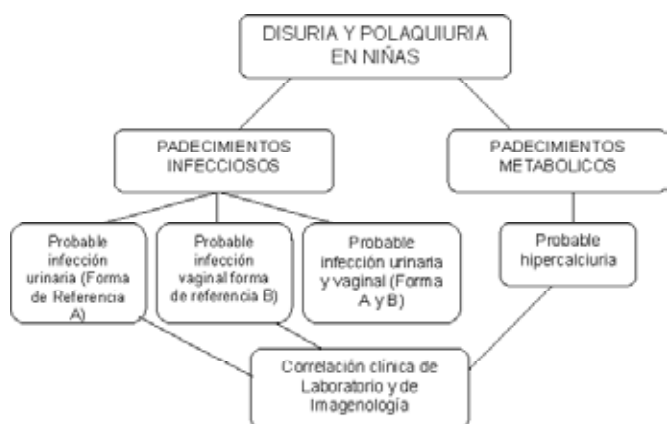 DISURIA Y POLAQUIURIA
EN NIÑAS
PADECIMIENTOS
INFECCIOSOS
PADECIMIENTOS
METABOLICOS
Probable
infección
urinaria (Forma
de Referencia
A)
Probable
infección
vaginal forma
de referencia B)
Probable
infección urinaria
y vaginal (Forma
A y B)
Probable
hipercalciuria
Correlación clínica de
Laboratorio y de
Imagenología